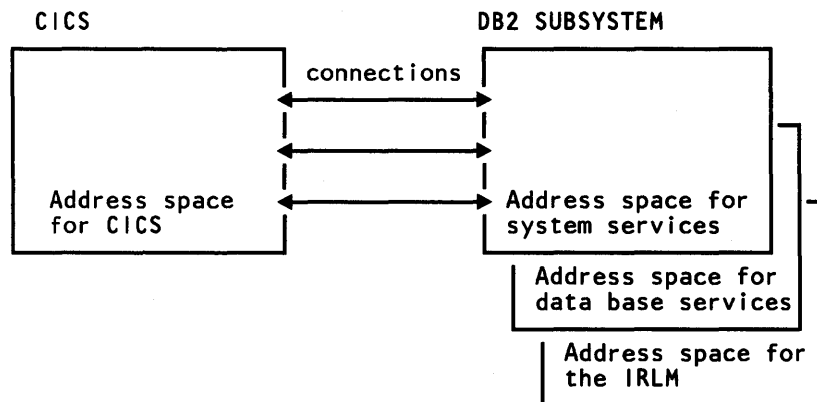 CICS
DB2 SUBSYSTEM
connections
Address space
for CICS
Address space for
system services
Address space for
data base services
Address space for
the IRLM